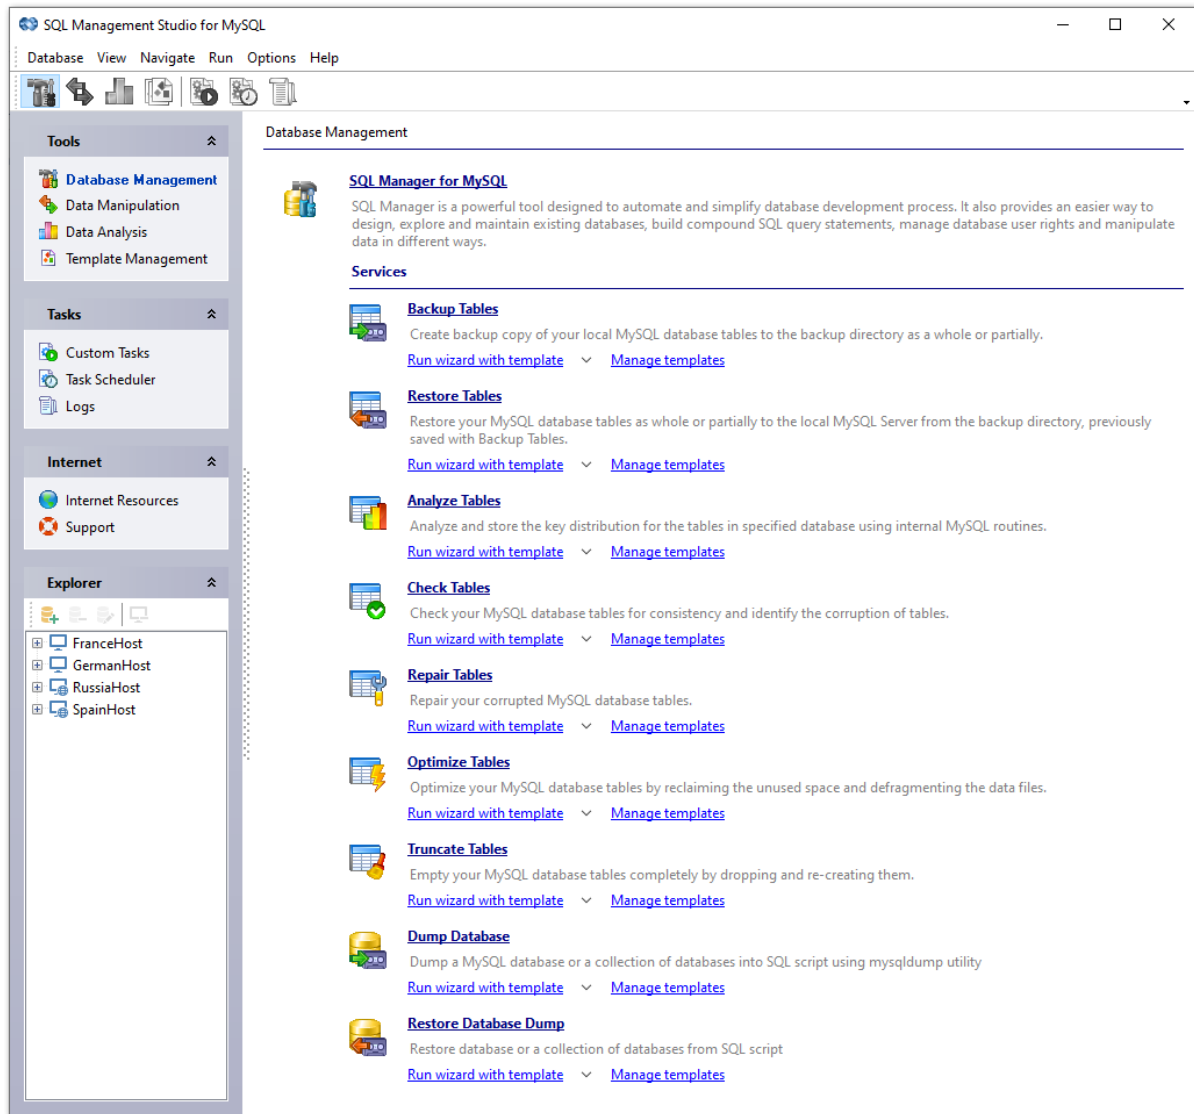 SQL Management Studio for MySQL
Database View Navigate Run Options Help
Tools
Database Management
Data Manipulation
Data Analysis
Template Management
Tasks
Custom Tasks
Task Scheduler
Logs
Internet
Internet Resources
Support
Explorer
FranceHost
GermanHost
RussiaHost
SpainHost
Database Management
SQL Manager for MySQL
SQL Manager is a powerful tool designed to automate and simplify database development process. It also provides an easier way to
design, explore and maintain existing databases, build compound SQL query statements, manage database user rights and manipulate
data in different ways.
Services
Backup Tables
Create backup copy of your local MySQL database tables to the backup directory as a whole or partially.
Run wizard with template Manage templates
Restore Tables
Restore your MySQL database tables as whole or partially to the local MySQL Server from the backup directory, previously
saved with Backup Tables.
Run wizard with template Manage templates
Analyze Tables
Analyze and store the key distribution for the tables in specified database using internal MySQL routines.
Run wizard with template Manage templates
Check Tables
Check your MySQL database tables for consistency and identify the corruption of tables.
Run wizard with template Manage templates
Repair Tables
Repair your corrupted MySQL database tables.
Run wizard with template Manage templates
Optimize Tables
Optimize your MySQL database tables by reclaiming the unused space and defragmenting the data files.
Run wizard with template Manage templates
Truncate Tables
Empty your MySQL database tables completely by dropping and re-creating them.
Run wizard with template Manage templates
Dump Database
Dump a MySQL database or a collection of databases into SQL script using mysqldump utility
Run wizard with template Manage templates
Restore Database Dump
Restore database or a collection of databases from SQL script
Run wizard with template Manage templates